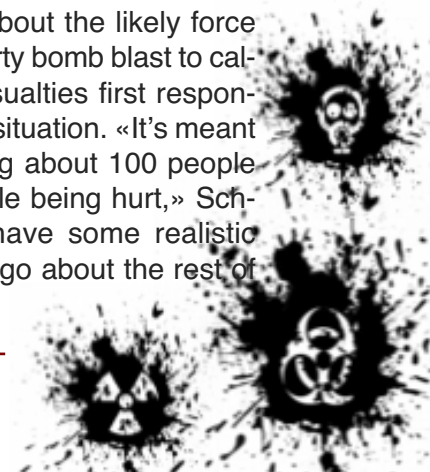 bout the likely force
rty bomb blast to cal-
sualties first respon-
situation. «It's meant
g about 100 people
le being hurt,» Sch-
have some realistic
go about the rest of